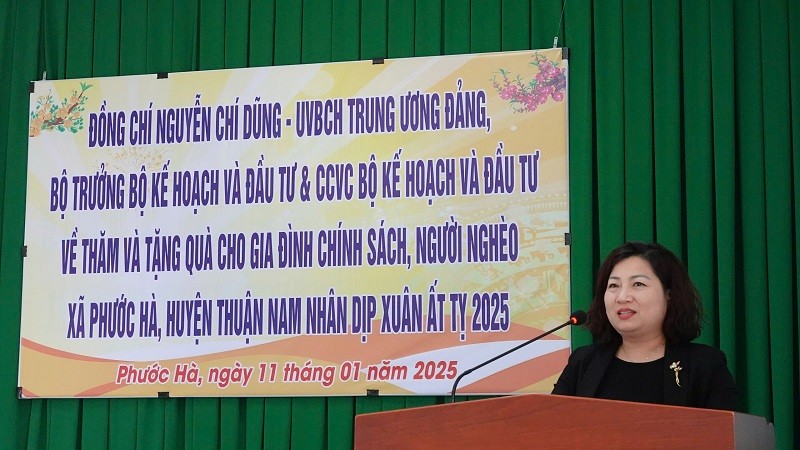 ĐỒNG CHÍ NGUYỄN CHÍ DŨNG - UVBCH TRUNG ƯƠNG ĐẢNG,
BỘ TRƯỞNG BỘ KẾ HOẠCH VÀ ĐẦU TƯ & CCVC BỘ KẾ HOẠCH VÀ ĐẦU TƯ
VỀ THĂM VÀ TẶNG QUÀ CHO GIA ĐÌNH CHÍNH SÁCH, NGƯỜI NGHÈO
XÃ PHƯỚC HÀ, HUYỆN THUẬN NAM NHÂN DỊP XUÂN ẤT TỴ 2025
Phước Hà, ngày 11 tháng 01 năm 2025